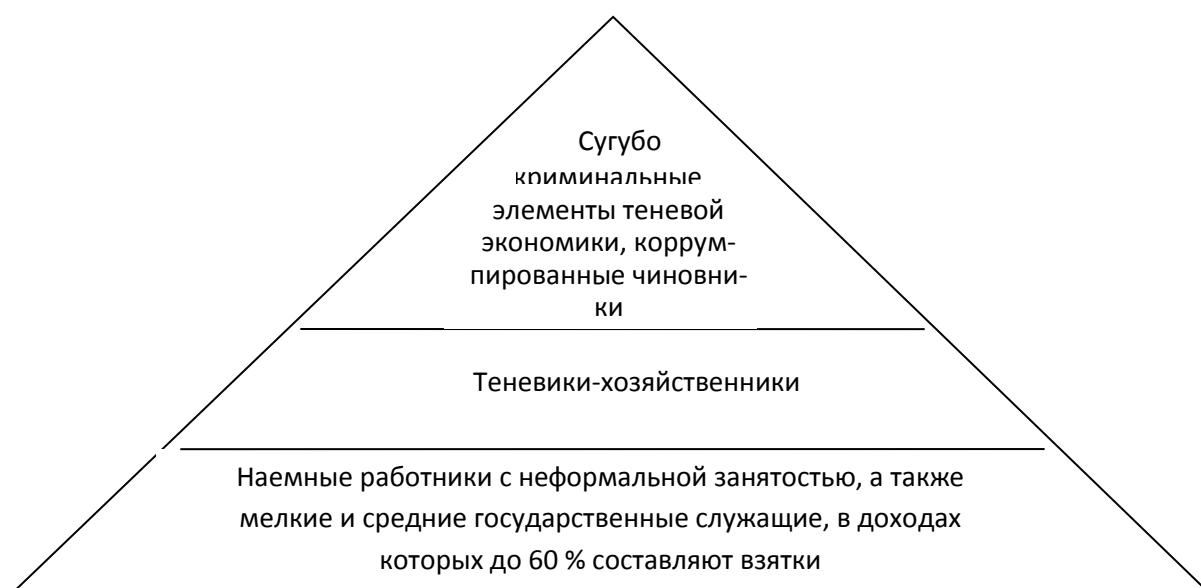 Сугубо
криминальные
элементы теневой
экономики, коррум-
пированные чиновни-
ки
Теневики-хозяйственники
Наемные работники с неформальной занятостью, а также
мелкие и средние государственные служащие, в доходах
которых до 60 % составляют взятки